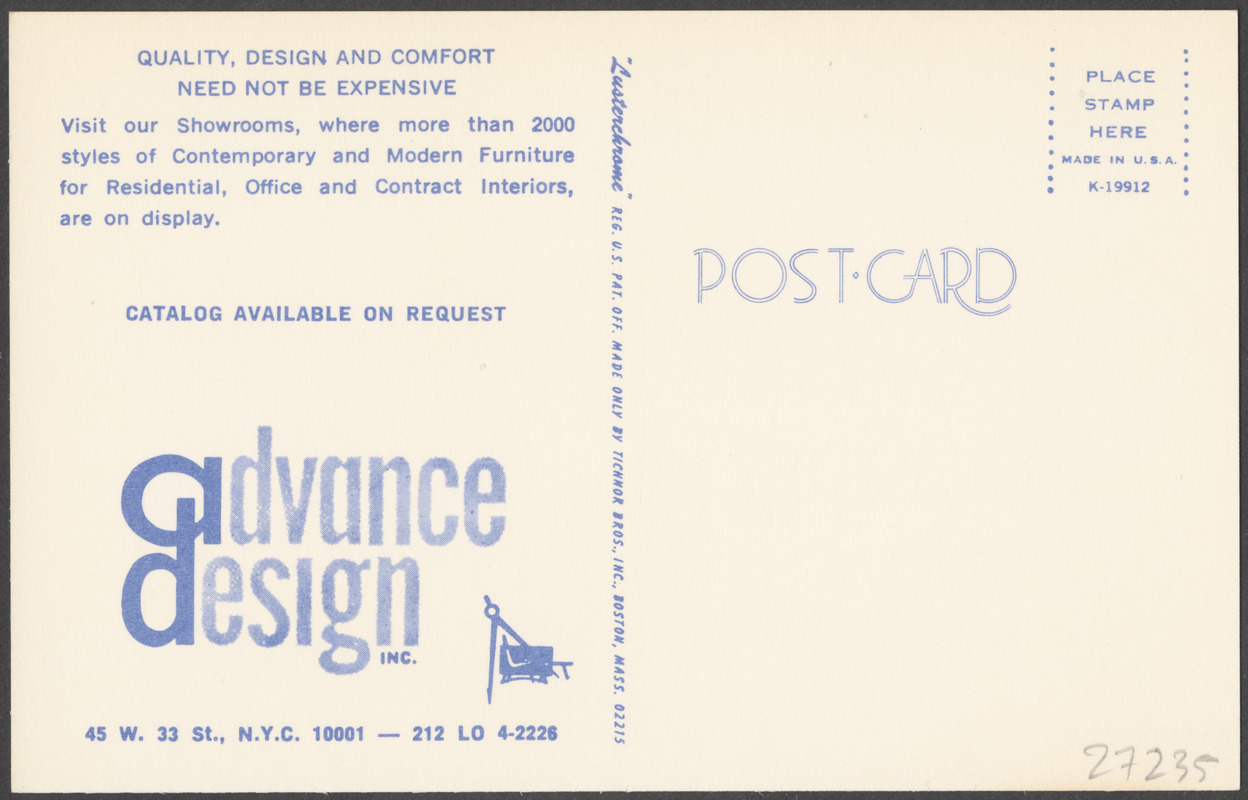 QUALITY, DESIGN AND COMFORT
NEED NOT BE EXPENSIVE
Visit our Showrooms, where more than 2000
styles of Contemporary and Modern Furniture
for Residential, Office and Contract Interiors,
are on display.
CATALOG AVAILABLE ON REQUEST
advance
design
INC.
45 W. 33 St., N.Y.C. 10001 — 212 LO 4-2226
"Lusterchrome" REG. U.S. PAT. OFF. MADE ONLY BY TICHNOR BROS., INC., BOSTON, MASS. 02215
POST·CARD
PLACE
STAMP
HERE
MADE IN U.S.A.
K-19912
27235